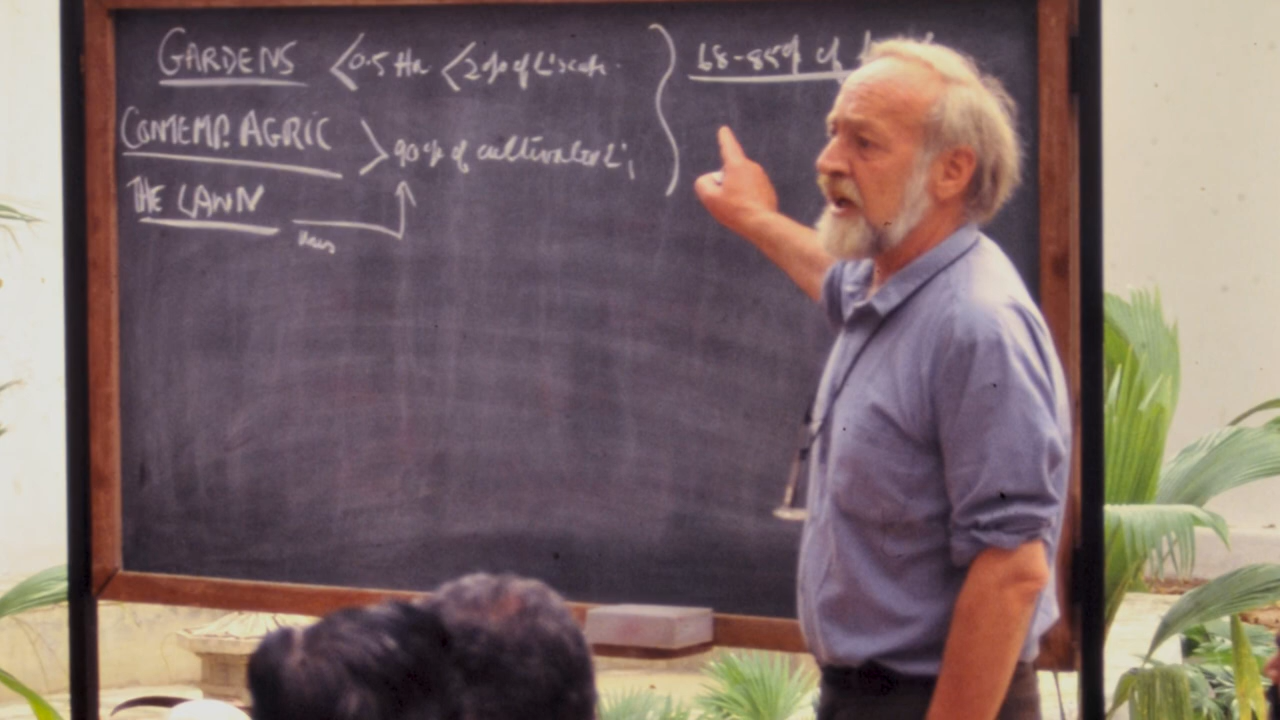 GARDENS <0.5 Ha <2% of L'scape. } 68-85% of
CONTEMP. AGRIC > 90% of cultivated L'
THE LAWN